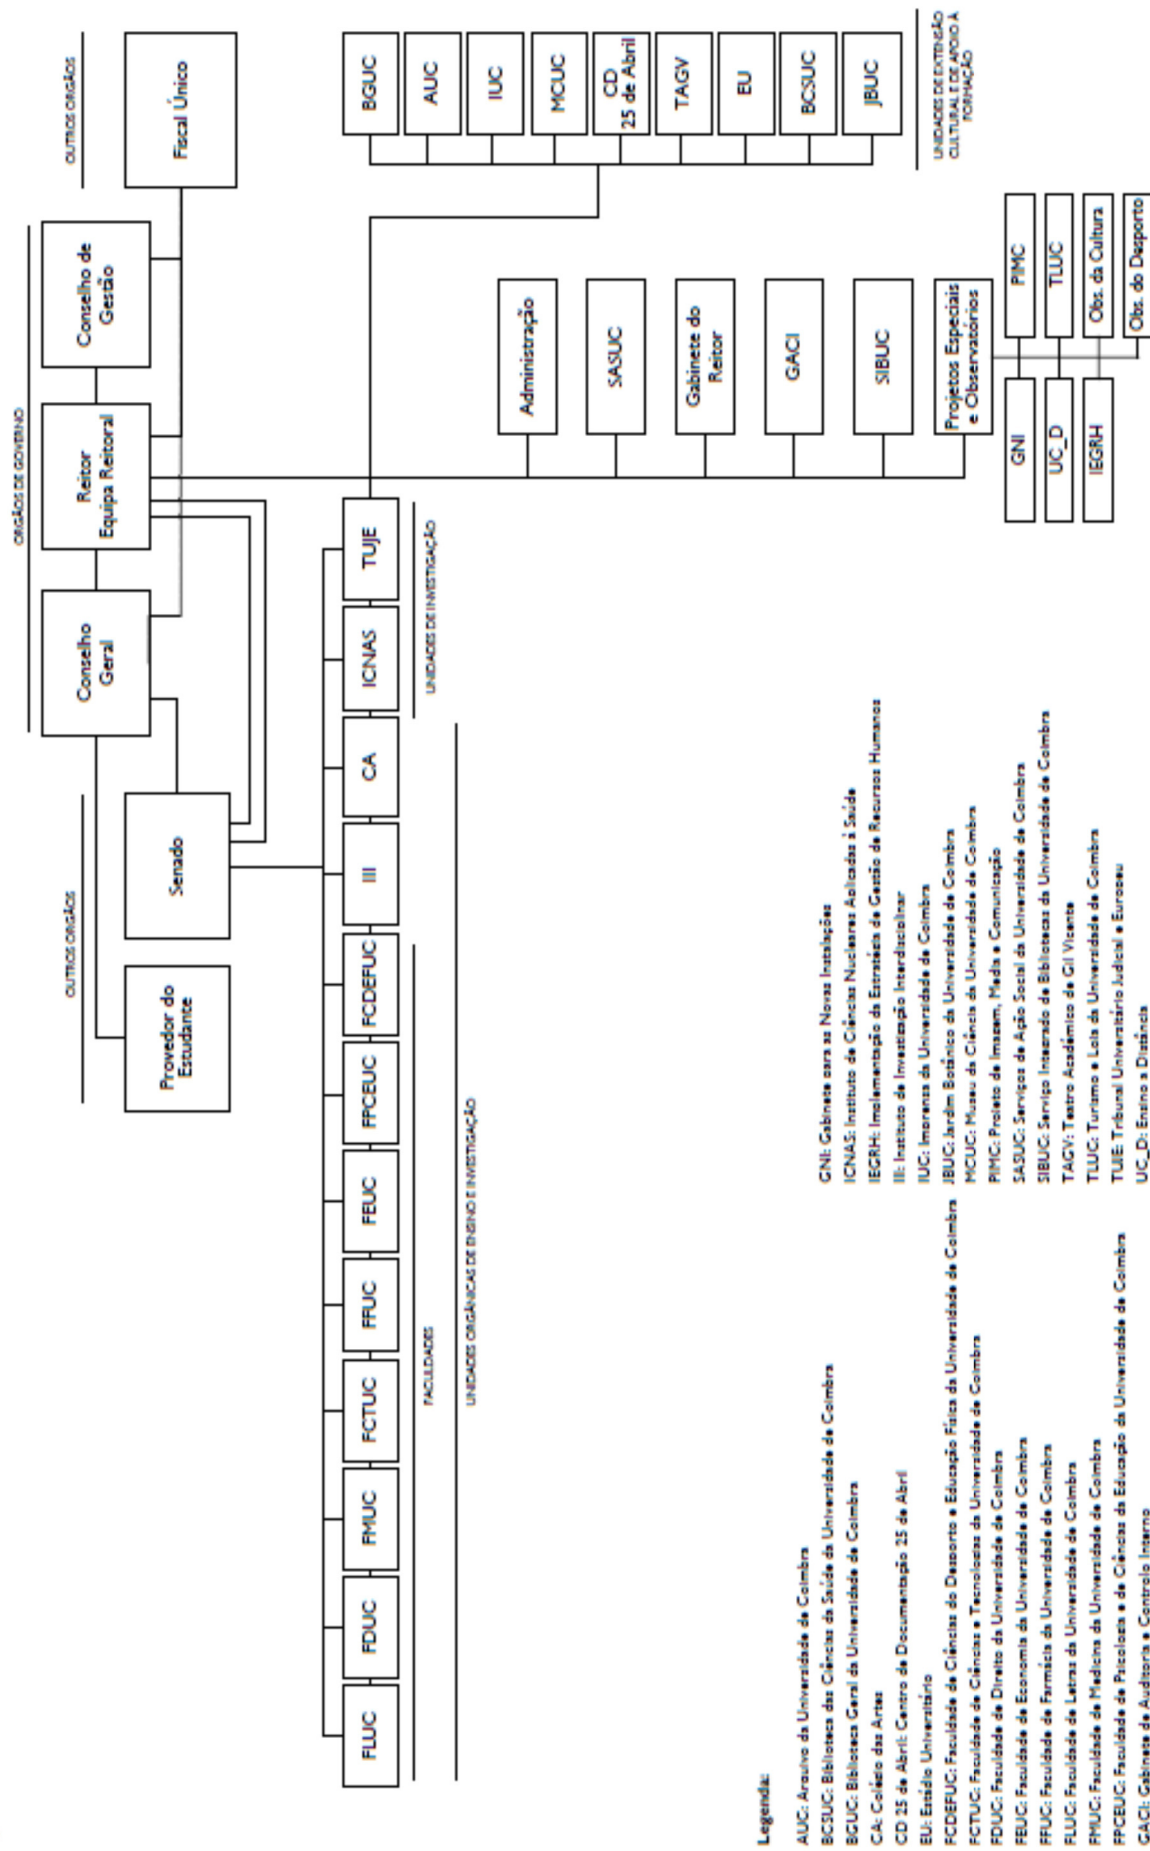 OUTROS ORGÃOS
ORGÃOS DE GOVERNO
OUTROS ORGÃOS
Provedor do
Estudante
Senado
Conselho
Geral
Reitor
Equipa Reitoral
Conselho de
Gestão
Fiscal Único
FLUC
FDUC
FMUC
FCTUC
FFUC
FEUC
FPCEUC
FCDEFUC
III
CA
ICNAS
TUJE
FACULDADES
UNIDADES DE INVESTIGAÇÃO
UNIDADES ORGÂNICAS DE ENSINO E INVESTIGAÇÃO
BGUC
AUC
IUC
MCUC
CD
25 de Abril
TAGV
EU
BCSUC
JBUC
UNIDADES DE EXTENSÃO
CULTURAL E DE APOIO À
FORMAÇÃO
Administração
SASUC
Gabinete do
Reitor
GACI
SIBUC
Projetos Especiais
e Observatórios
GNI
PIMC
UC_D
TLUC
IEGRH
Obs. da Cultura
Obs. do Desporto
Legenda:
AUC: Arquivo da Universidade de Coimbra
BCSUC: Biblioteca das Ciências da Saúde da Universidade de Coimbra
BGUC: Biblioteca Geral da Universidade de Coimbra
CA: Colégio das Artes
CD 25 de Abril: Centro de Documentação 25 de Abril
EU: Estádio Universitário
FCDEFUC: Faculdade de Ciências do Desporto e Educação Física da Universidade de Coimbra
FCTUC: Faculdade de Ciências e Tecnologias da Universidade de Coimbra
FDUC: Faculdade de Direito da Universidade de Coimbra
FEUC: Faculdade de Economia da Universidade de Coimbra
FFUC: Faculdade de Farmácia da Universidade de Coimbra
FLUC: Faculdade de Letras da Universidade de Coimbra
FMUC: Faculdade de Medicina da Universidade de Coimbra
FPCEUC: Faculdade de Psicologia e de Ciências da Educação da Universidade de Coimbra
GACI: Gabinete de Auditoria e Controlo Interno
GNI: Gabinete para as Novas Instalações
ICNAS: Instituto de Ciências Nucleares Aplicadas à Saúde
IEGRH: Implementação da Estratégia de Gestão de Recursos Humanos
III: Instituto de Investigação Interdisciplinar
IUC: Imprensa da Universidade de Coimbra
JBUC: Jardim Botânico da Universidade de Coimbra
MCUC: Museu da Ciência da Universidade de Coimbra
PIMC: Projeto de Imagem, Media e Comunicação
SASUC: Serviços de Ação Social da Universidade de Coimbra
SIBUC: Serviço Integrado de Bibliotecas da Universidade de Coimbra
TAGV: Teatro Académico de Gil Vicente
TLUC: Turismo e Loja da Universidade de Coimbra
TUJE: Tribunal Universitário Judicial e Europeu
UC_D: Ensino a Distância